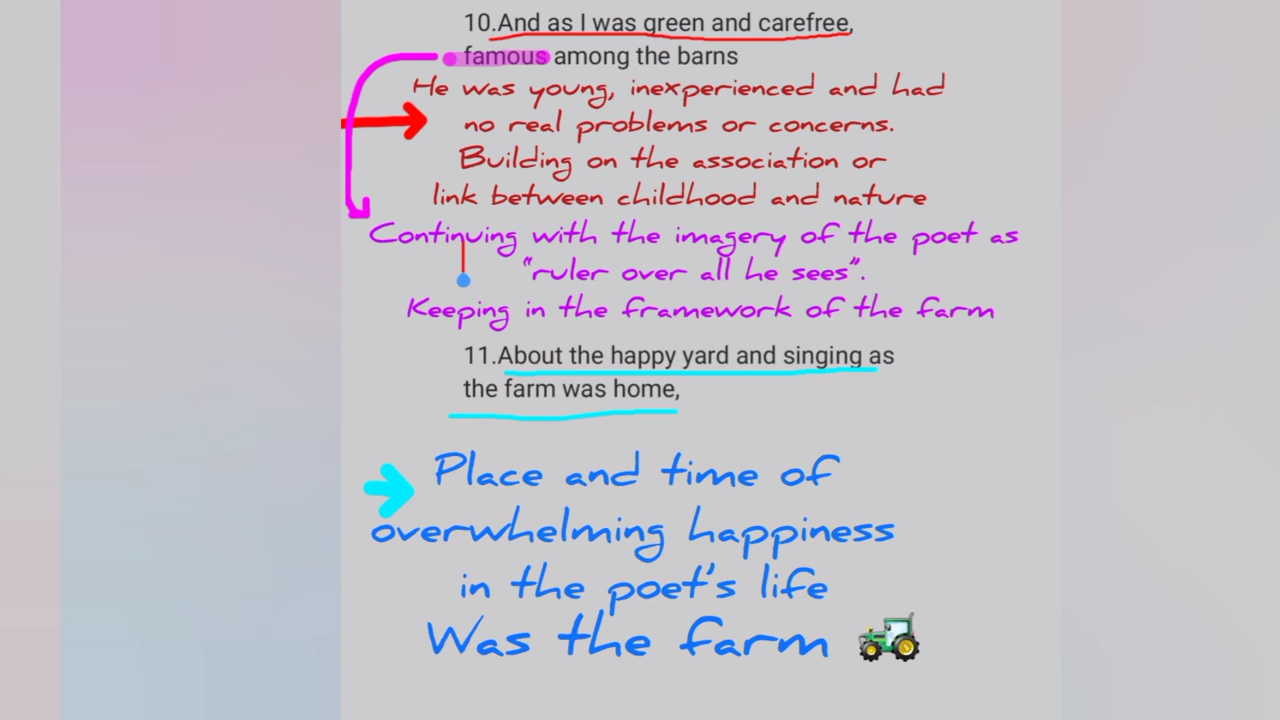 10.And as I was green and carefree,
famous among the barns
He was young, inexperienced and had
no real problems or concerns.
Building on the association or
link between childhood and nature
Continuing with the imagery of the poet as
"ruler over all he sees".
Keeping in the framework of the farm
11.About the happy yard and singing as
the farm was home,
Place and time of
overwhelming happiness
in the poet's life
Was the farm